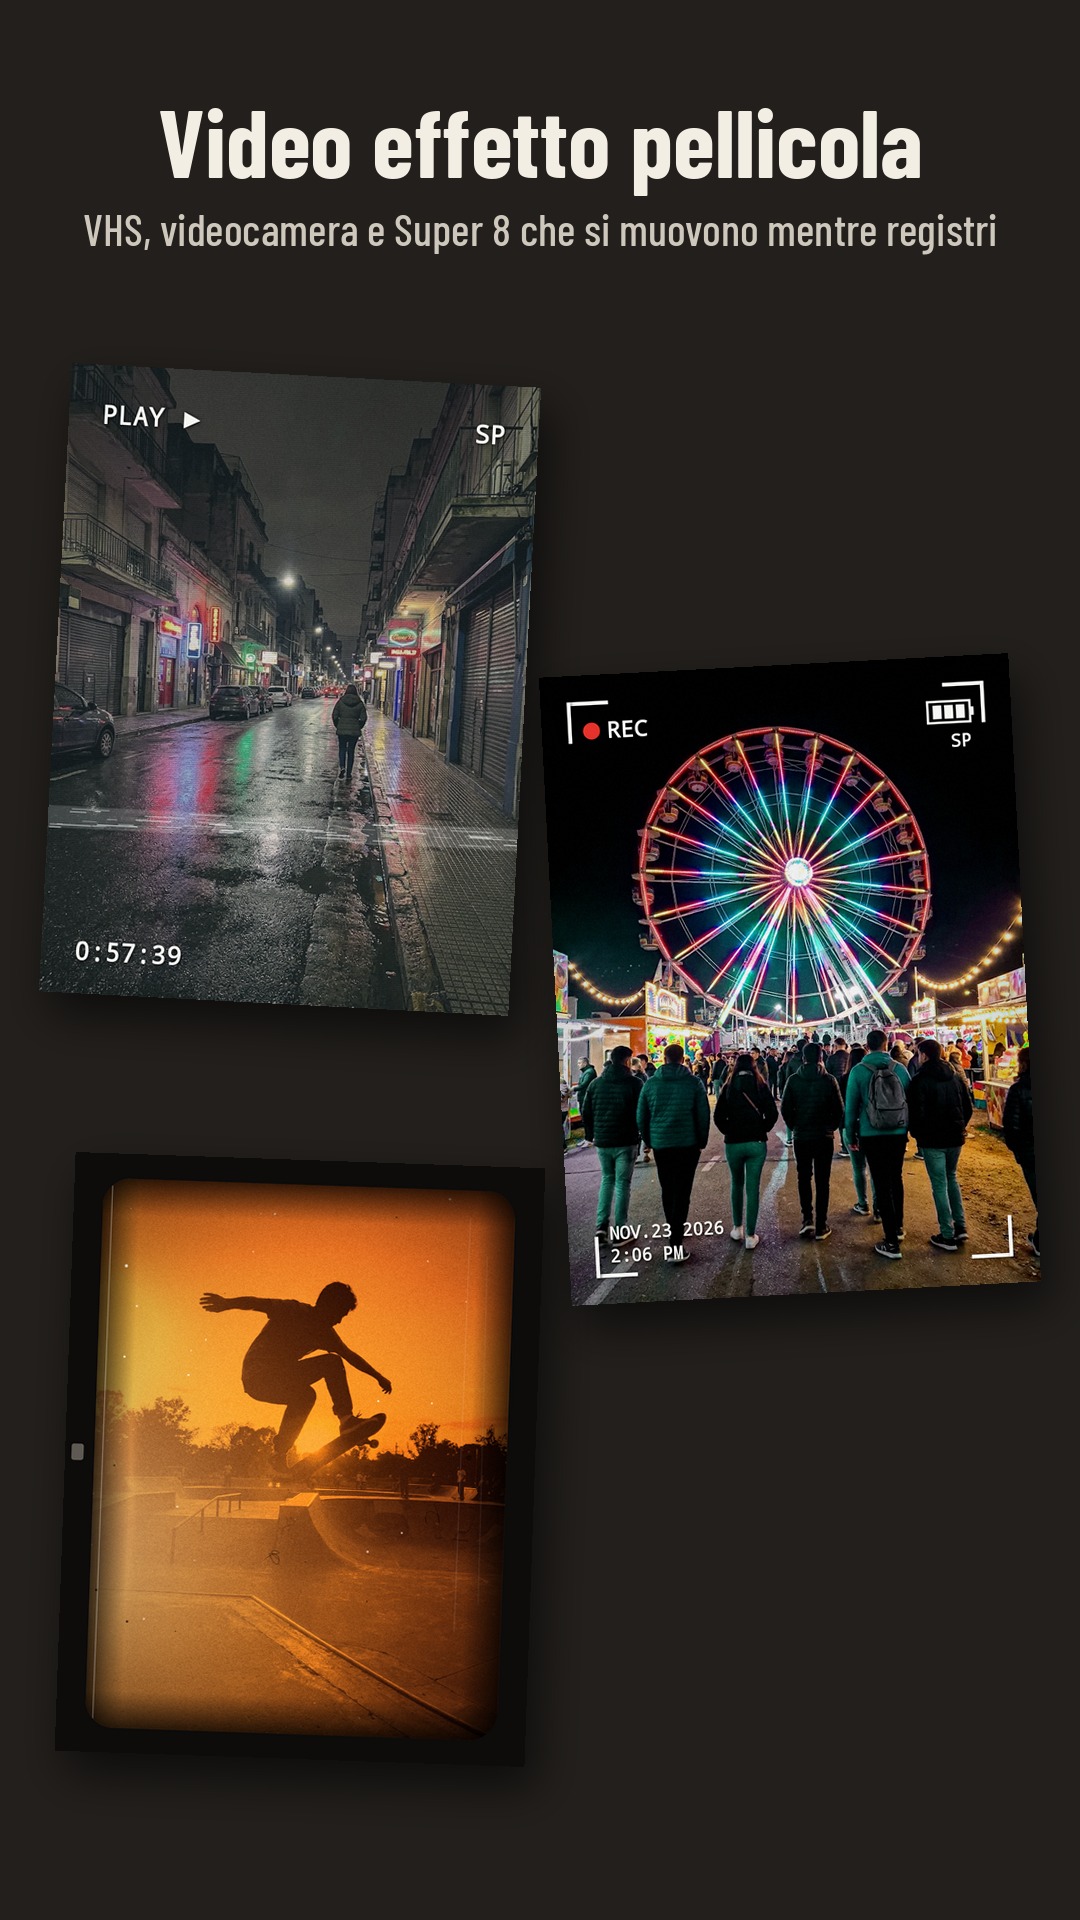 Video effetto pellicola
VHS, videocamera e Super 8 che si muovono mentre registri
PLAY ▶
SP
0:57:39
REC
SP
NOV.23 2026
2:06 PM